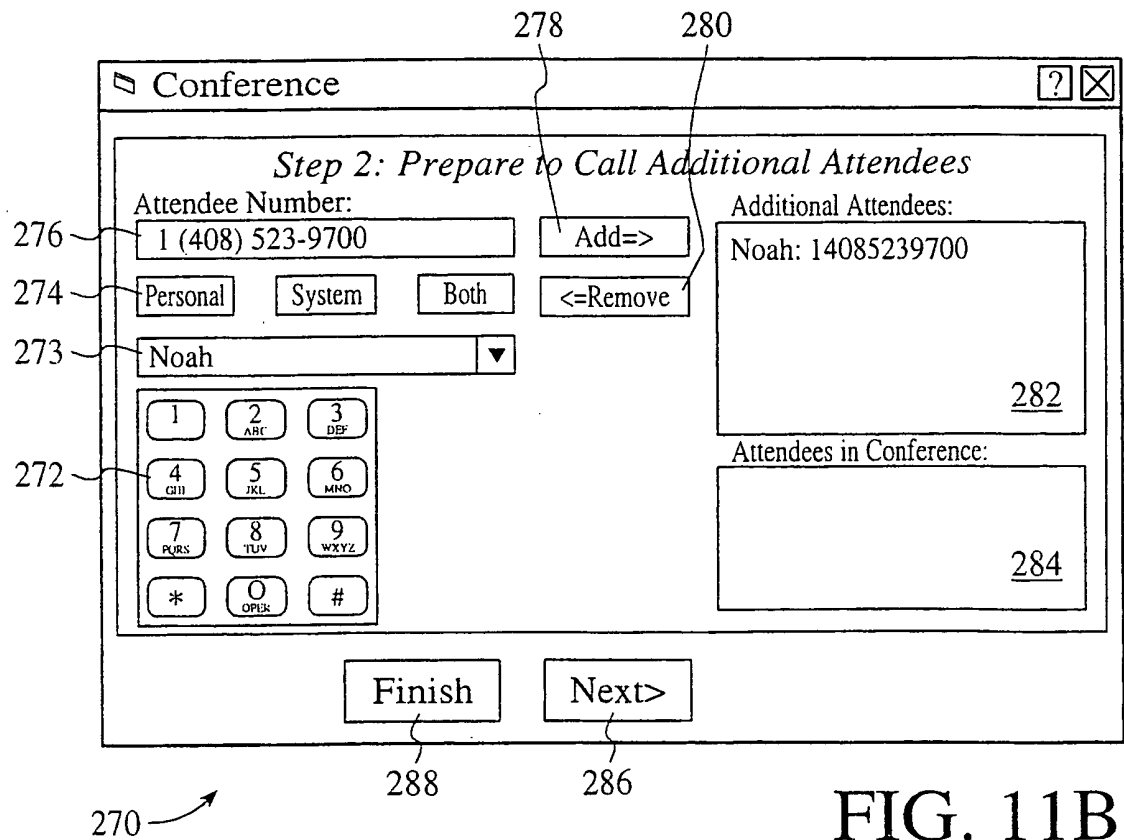 278 280
Conference ?
Step 2: Prepare to Call Additional Attendees
Attendee Number:
276 1 (408) 523-9700 Add=>
274 Personal System Both <=Remove
273 Noah
272
1 2 ABC 3 DEF
4 GHI 5 JKL 6 MNO
7 PQRS 8 TUV 9 WXYZ
* 0 OPER #
Additional Attendees:
Noah: 14085239700
282
Attendees in Conference:
284
Finish Next>
288 286
270
FIG. 11B